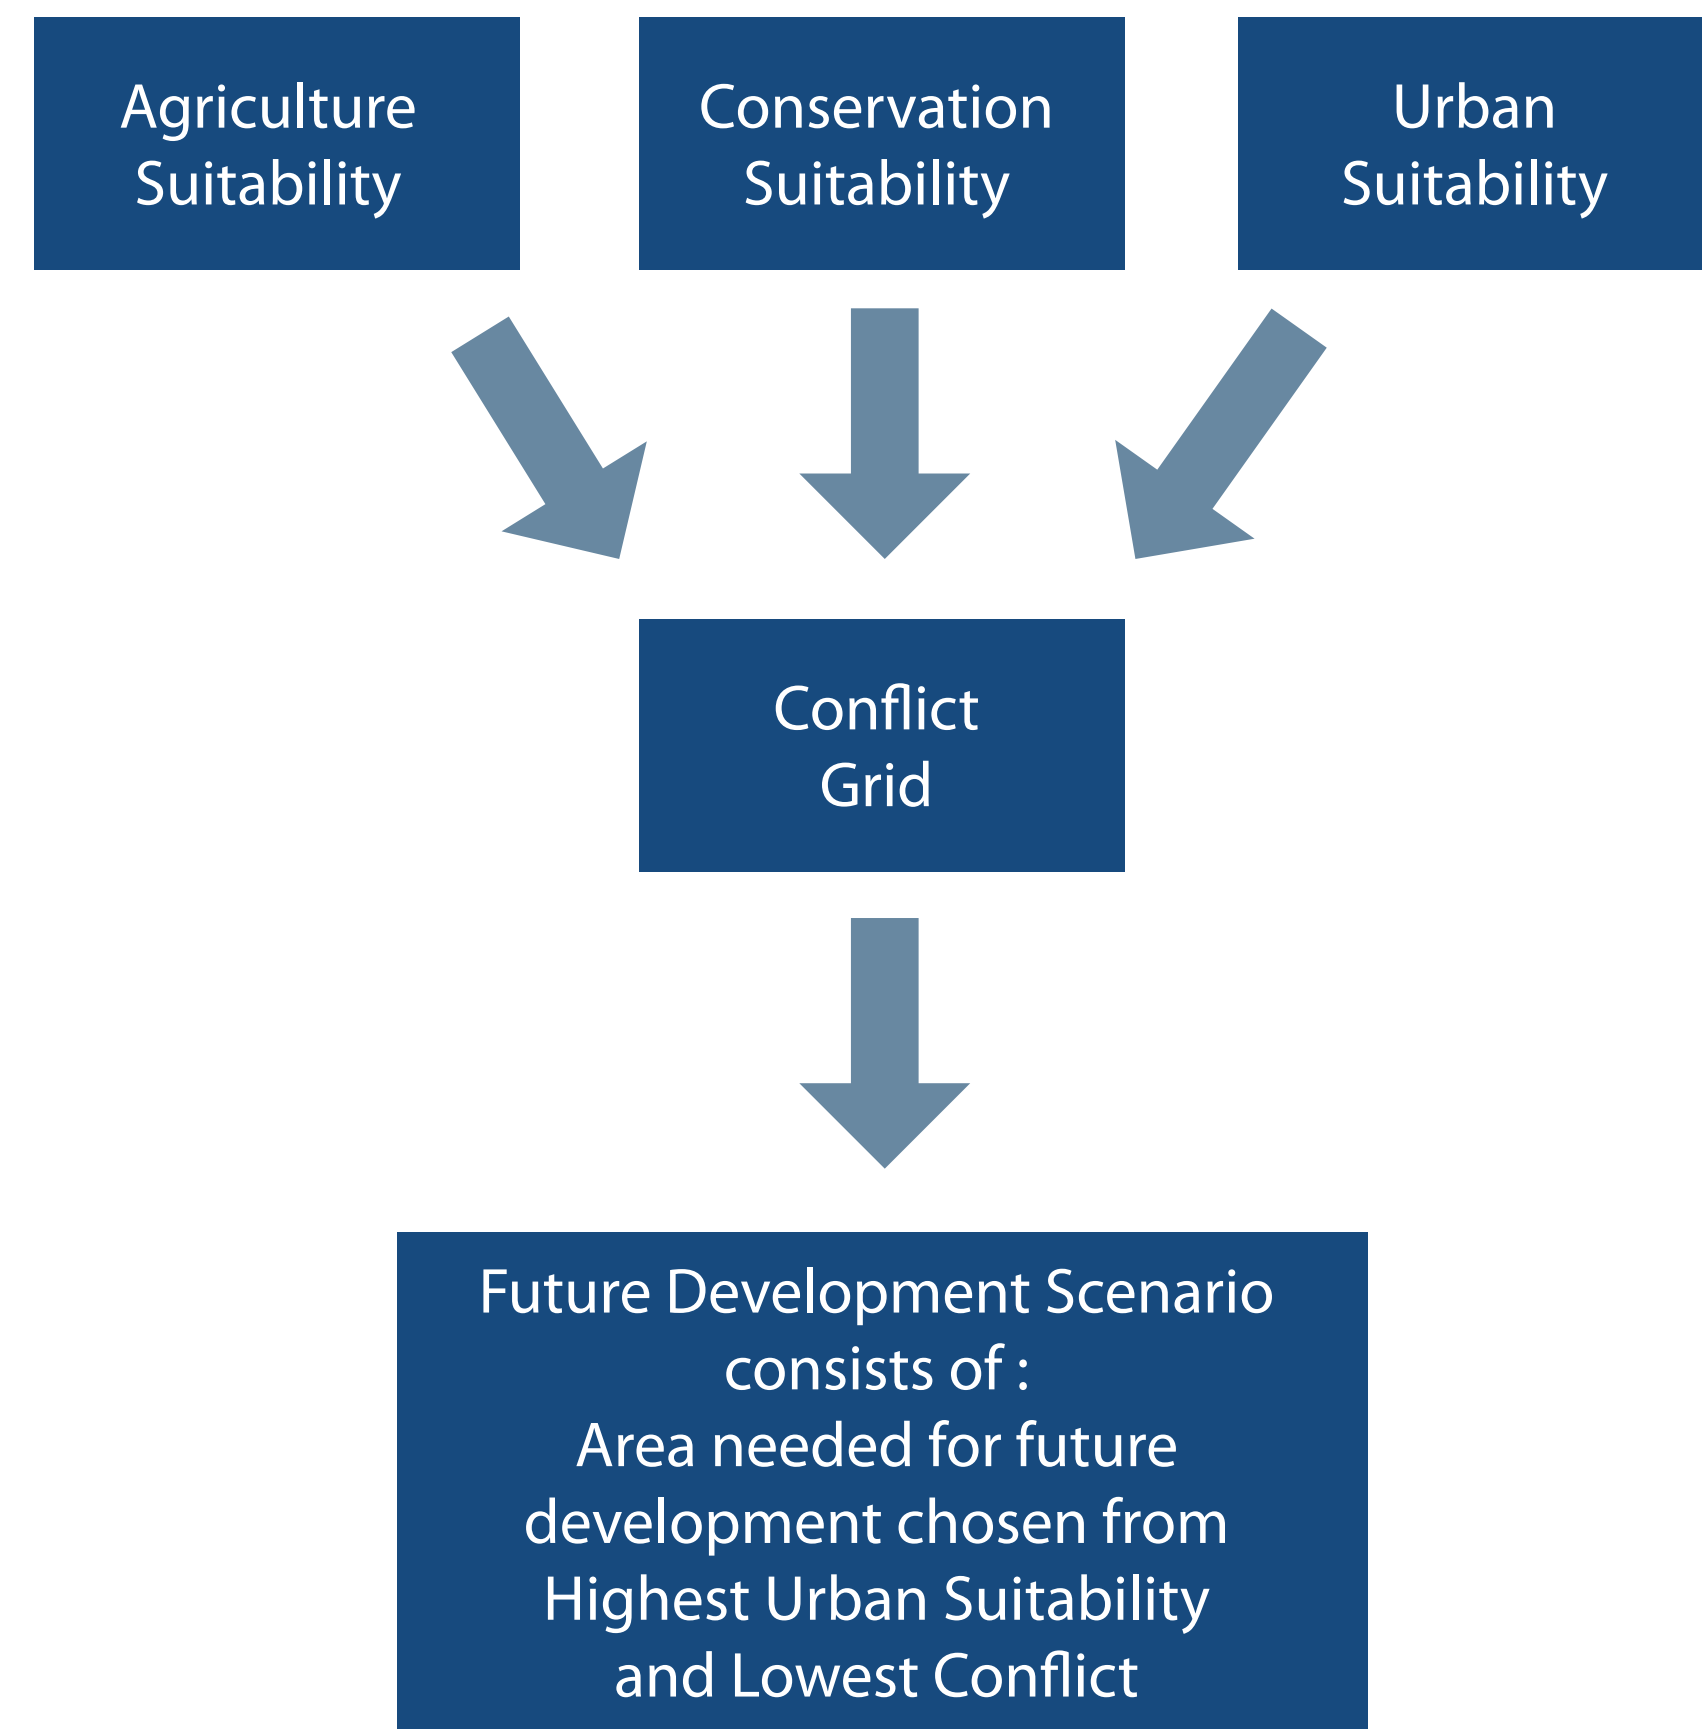 Agriculture
Suitability
Conservation
Suitability
Urban
Suitability
Conflict
Grid
Future Development Scenario
consists of :
Area needed for future
development chosen from
Highest Urban Suitability
and Lowest Conflict